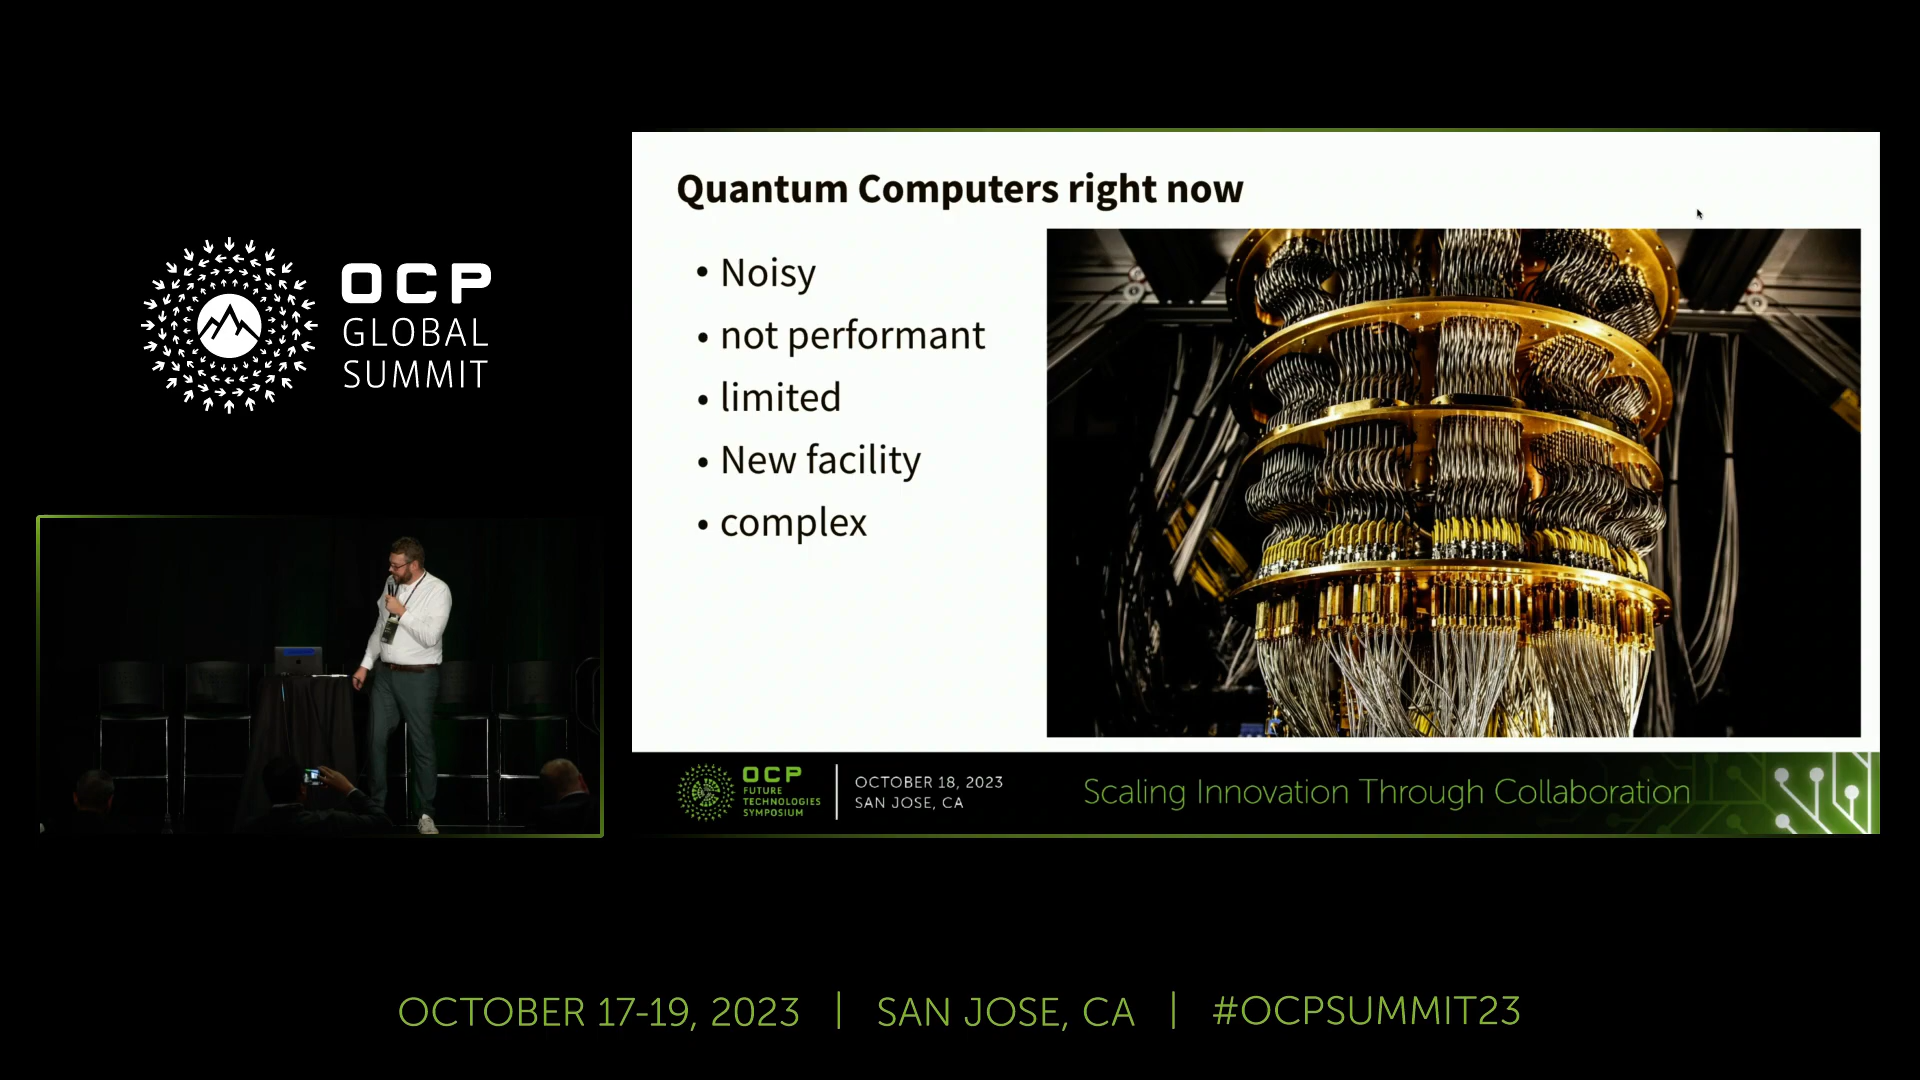 OCP
GLOBAL
SUMMIT
Quantum Computers right now
• Noisy
• not performant
• limited
• New facility
• complex
OCP
FUTURE
TECHNOLOGIES
SYMPOSIUM
OCTOBER 18, 2023
SAN JOSE, CA
Scaling Innovation Through Collaboration
OCTOBER 17-19, 2023 | SAN JOSE, CA | #OCPSUMMIT23